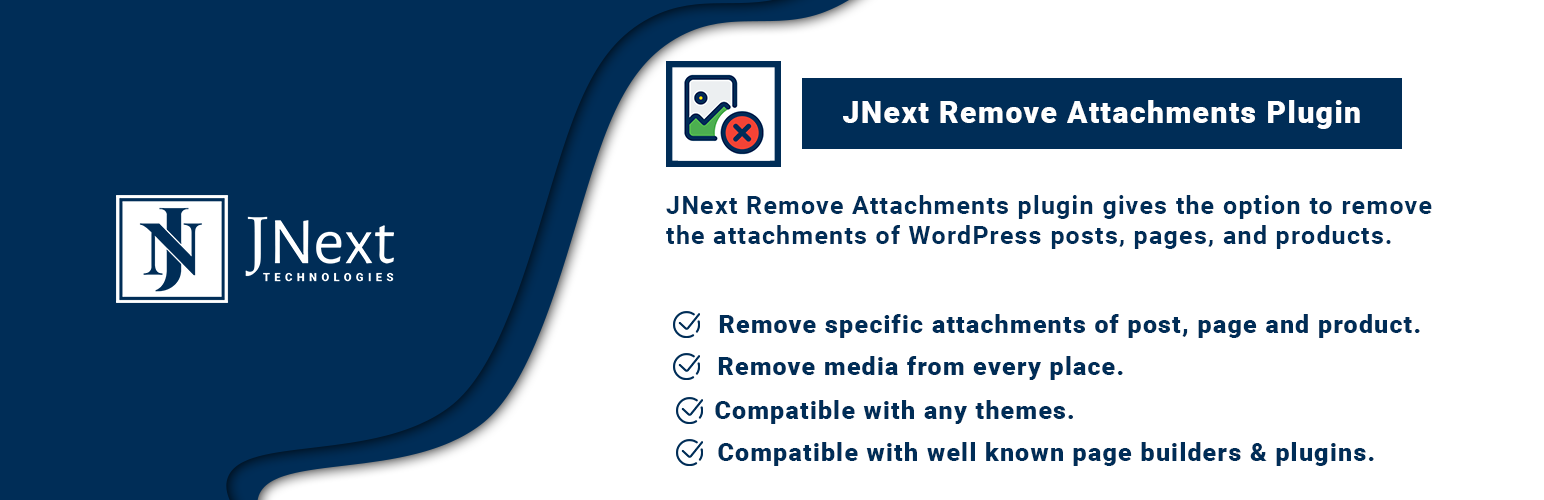 JNext
TECHNOLOGIES
JNext Remove Attachments Plugin
JNext Remove Attachments plugin gives the option to remove
the attachments of WordPress posts, pages, and products.
Remove specific attachments of post, page and product.
Remove media from every place.
Compatible with any themes.
Compatible with well known page builders & plugins.